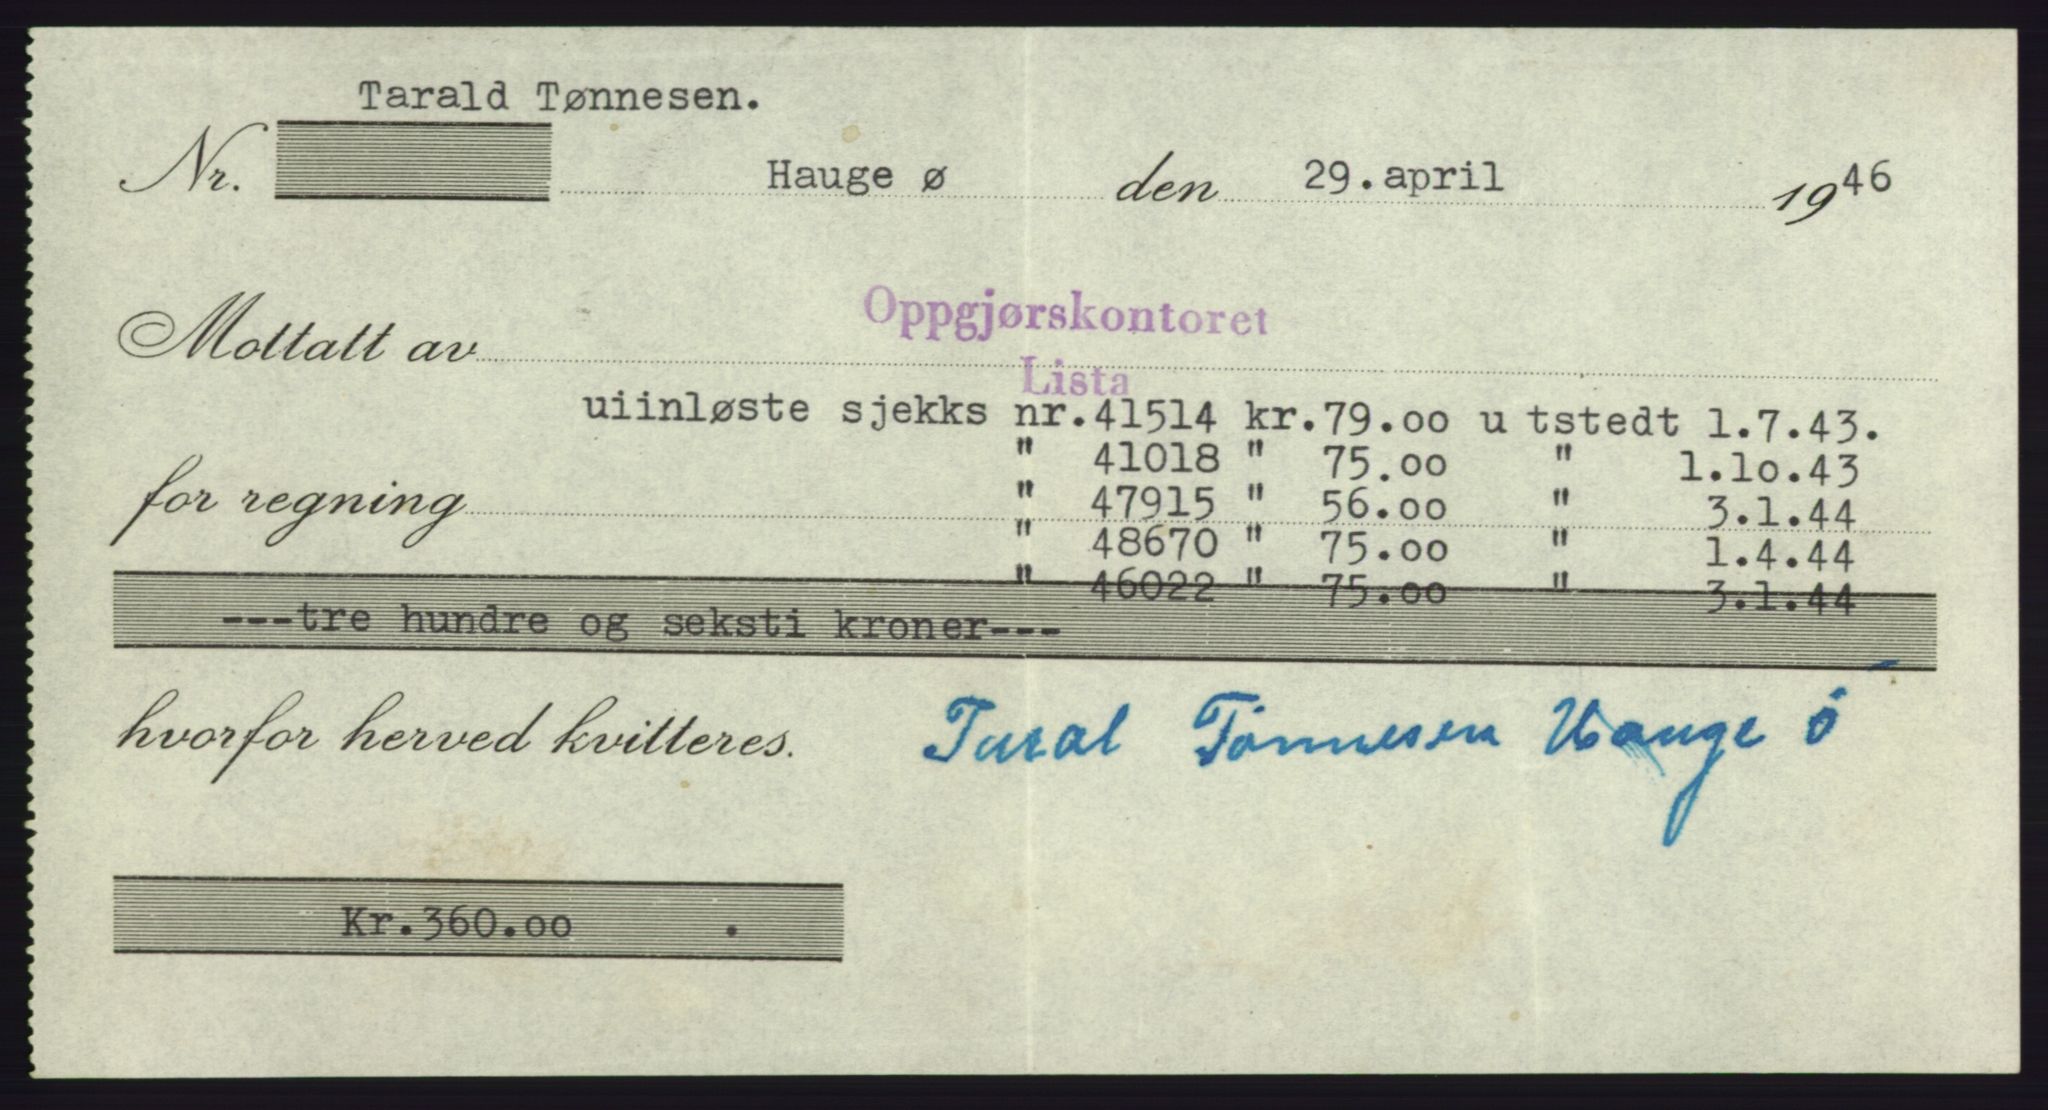 Tarald Tønnesen.
Nr. Hauge ø den 29.april 1946
Oppgjørskontoret
Mottatt av
Lista
uiinløste sjekks nr.41514 kr.79.00 u tstedt 1.7.43.
" 41018 " 75.00 " 1.10.43
for regning " 47915 " 56.00 " 3.1.44
" 48670 " 75.00 " 1.4.44
" 46022 " 75.00 " 3.1.44
---tre hundre og seksti kroner---
hvorfor herved kvitteres. Taral Tönnesen Hauge ö
Kr.360.00 .